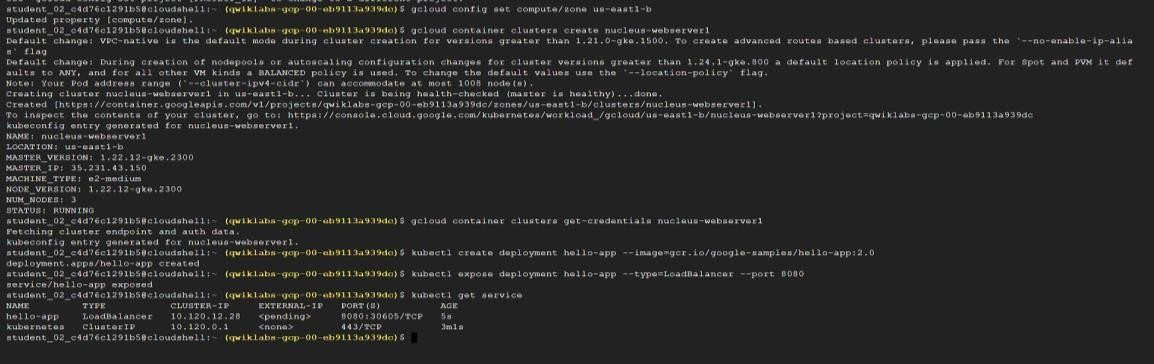 student_02_c4d76c1291b5@cloudshell:~ (qwiklabs-gcp-00-eb9113a939dc)$ gcloud config set compute/zone us-east1-b
Updated property [compute/zone].
student_02_c4d76c1291b5@cloudshell:~ (qwiklabs-gcp-00-eb9113a939dc)$ gcloud container clusters create nucleus-webserver1
Default change: VPC-native is the default mode during cluster creation for versions greater than 1.21.0-gke.1500. To create advanced routes based clusters, please pass the `--no-enable-ip-alia
s` flag
Default change: During creation of nodepools or autoscaling configuration changes for cluster versions greater than 1.24.1-gke.800 a default location policy is applied. For Spot and PVM it def
aults to ANY, and for all other VM kinds a BALANCED policy is used. To change the default values use the `--location-policy` flag.
Note: Your Pod address range (`--cluster-ipv4-cidr`) can accommodate at most 1008 node(s).
Creating cluster nucleus-webserver1 in us-east1-b... Cluster is being health-checked (master is healthy)...done.
Created [https://container.googleapis.com/v1/projects/qwiklabs-gcp-00-eb9113a939dc/zones/us-east1-b/clusters/nucleus-webserver1].
To inspect the contents of your cluster, go to: https://console.cloud.google.com/kubernetes/workload_/gcloud/us-east1-b/nucleus-webserver1?project=qwiklabs-gcp-00-eb9113a939dc
kubeconfig entry generated for nucleus-webserver1.
NAME: nucleus-webserver1
LOCATION: us-east1-b
MASTER_VERSION: 1.22.12-gke.2300
MASTER_IP: 35.231.43.150
MACHINE_TYPE: e2-medium
NODE_VERSION: 1.22.12-gke.2300
NUM_NODES: 3
STATUS: RUNNING
student_02_c4d76c1291b5@cloudshell:~ (qwiklabs-gcp-00-eb9113a939dc)$ gcloud container clusters get-credentials nucleus-webserver1
Fetching cluster endpoint and auth data.
kubeconfig entry generated for nucleus-webserver1.
student_02_c4d76c1291b5@cloudshell:~ (qwiklabs-gcp-00-eb9113a939dc)$ kubectl create deployment hello-app --image=gcr.io/google-samples/hello-app:2.0
deployment.apps/hello-app created
student_02_c4d76c1291b5@cloudshell:~ (qwiklabs-gcp-00-eb9113a939dc)$ kubectl expose deployment hello-app --type=LoadBalancer --port 8080
service/hello-app exposed
student_02_c4d76c1291b5@cloudshell:~ (qwiklabs-gcp-00-eb9113a939dc)$ kubectl get service
NAME TYPE CLUSTER-IP EXTERNAL-IP PORT(S) AGE
hello-app LoadBalancer 10.120.12.28 <pending> 8080:30605/TCP 5s
kubernetes ClusterIP 10.120.0.1 <none> 443/TCP 3m1s
student_02_c4d76c1291b5@cloudshell:~ (qwiklabs-gcp-00-eb9113a939dc)$